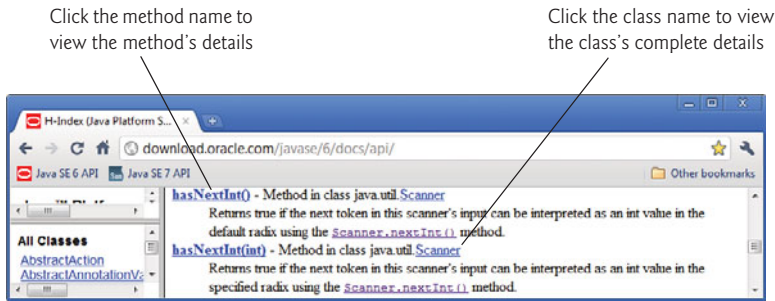 Click the method name to
view the method's details
Click the class name to view
the class's complete details
H-Index (Java Platform S...
download.oracle.com/javase/6/docs/api/
Java SE 6 API Java SE 7 API Other bookmarks
All Classes
AbstractAction
hasNextInt() - Method in class java.util.Scanner
Returns true if the next token in this scanner's input can be interpreted as an int value in the
default radix using the Scanner.nextInt() method.
hasNextInt(int) - Method in class java.util.Scanner
Returns true if the next token in this scanner's input can be interpreted as an int value in the
specified radix using the Scanner.nextInt() method.